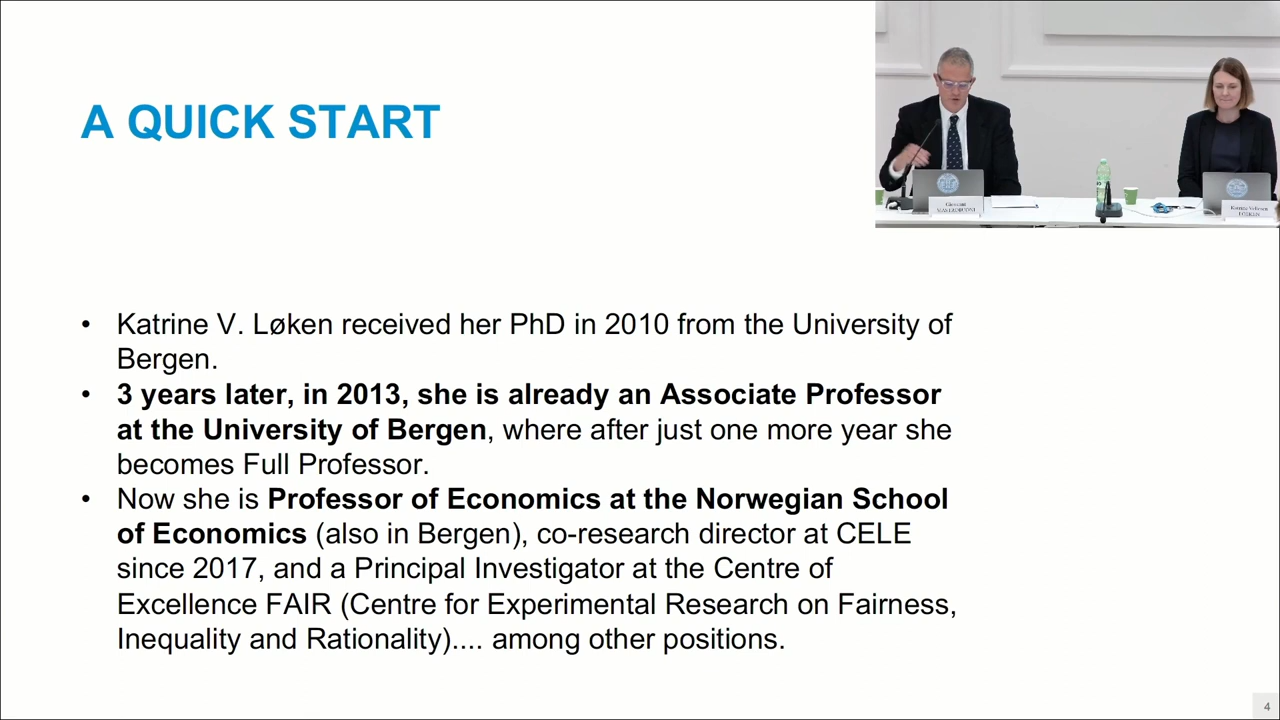 A QUICK START
• Katrine V. Løken received her PhD in 2010 from the University of
Bergen.
• 3 years later, in 2013, she is already an Associate Professor
at the University of Bergen, where after just one more year she
becomes Full Professor.
• Now she is Professor of Economics at the Norwegian School
of Economics (also in Bergen), co-research director at CELE
since 2017, and a Principal Investigator at the Centre of
Excellence FAIR (Centre for Experimental Research on Fairness,
Inequality and Rationality).... among other positions.
4